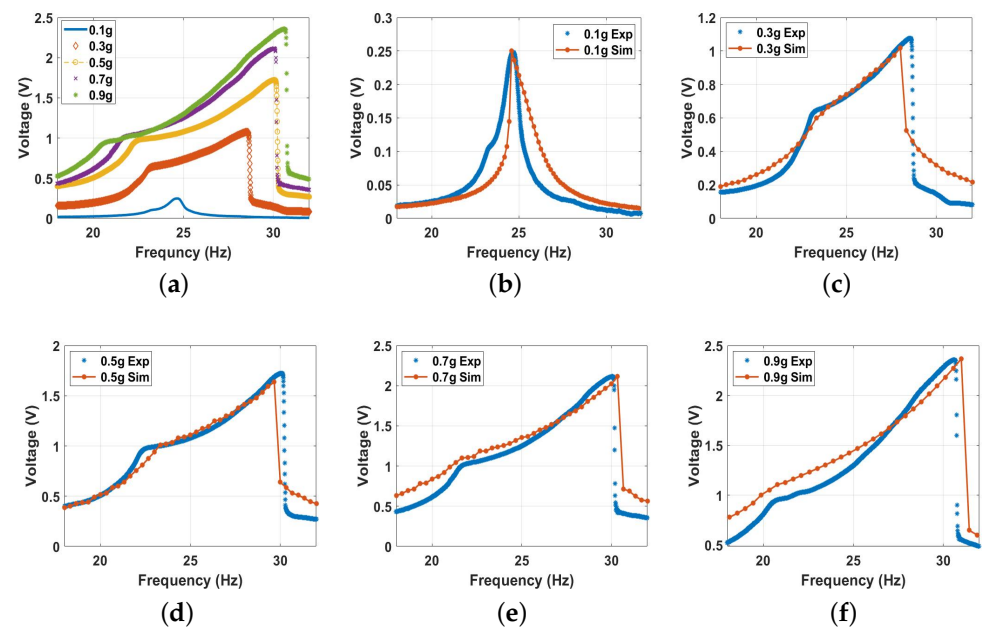 2.5
2
1.5
1
0.5
0
Voltage (V)
0.1g
0.3g
0.5g
0.7g
0.9g
20 25 30
Frequncy (Hz)
(a)
0.3
0.25
0.2
0.15
0.1
0.05
0
Voltage (V)
0.1g Exp
0.1g Sim
20 25 30
Frequency (Hz)
(b)
1.2
1
0.8
0.6
0.4
0.2
0
Voltage (V)
0.3g Exp
0.3g Sim
20 25 30
Frequency (Hz)
(c)
2
1.5
1
0.5
0
Voltage (V)
0.5g Exp
0.5g Sim
20 25 30
Frequency (Hz)
(d)
2.5
2
1.5
1
0.5
0
Voltage (V)
0.7g Exp
0.7g Sim
20 25 30
Frequency (Hz)
(e)
2.5
2
1.5
1
0.5
Voltage (V)
0.9g Exp
0.9g Sim
20 25 30
Frequency (Hz)
(f)